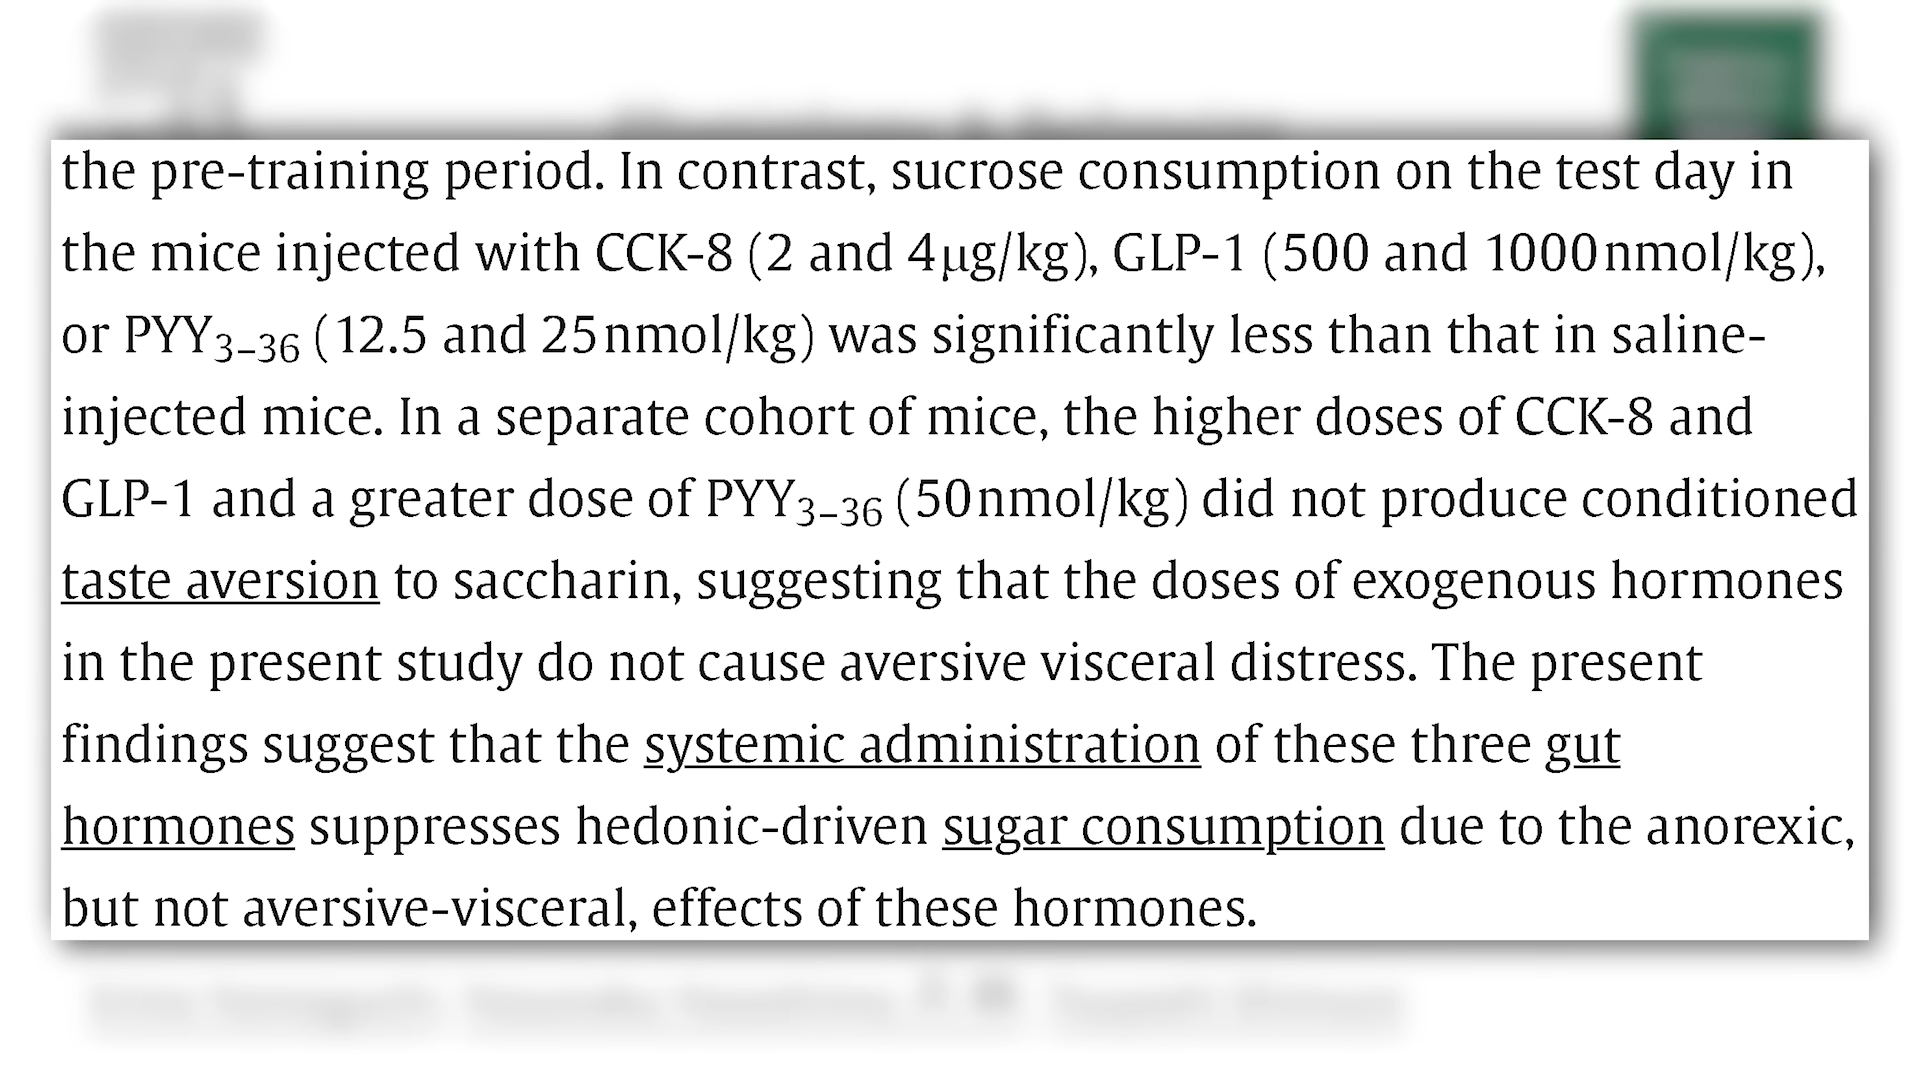 the pre-training period. In contrast, sucrose consumption on the test day in
the mice injected with CCK-8 (2 and 4μg/kg), GLP-1 (500 and 1000nmol/kg),
or PYY3–36 (12.5 and 25nmol/kg) was significantly less than that in saline-
injected mice. In a separate cohort of mice, the higher doses of CCK-8 and
GLP-1 and a greater dose of PYY3–36 (50nmol/kg) did not produce conditioned
taste aversion to saccharin, suggesting that the doses of exogenous hormones
in the present study do not cause aversive visceral distress. The present
findings suggest that the systemic administration of these three gut
hormones suppresses hedonic-driven sugar consumption due to the anorexic,
but not aversive-visceral, effects of these hormones.